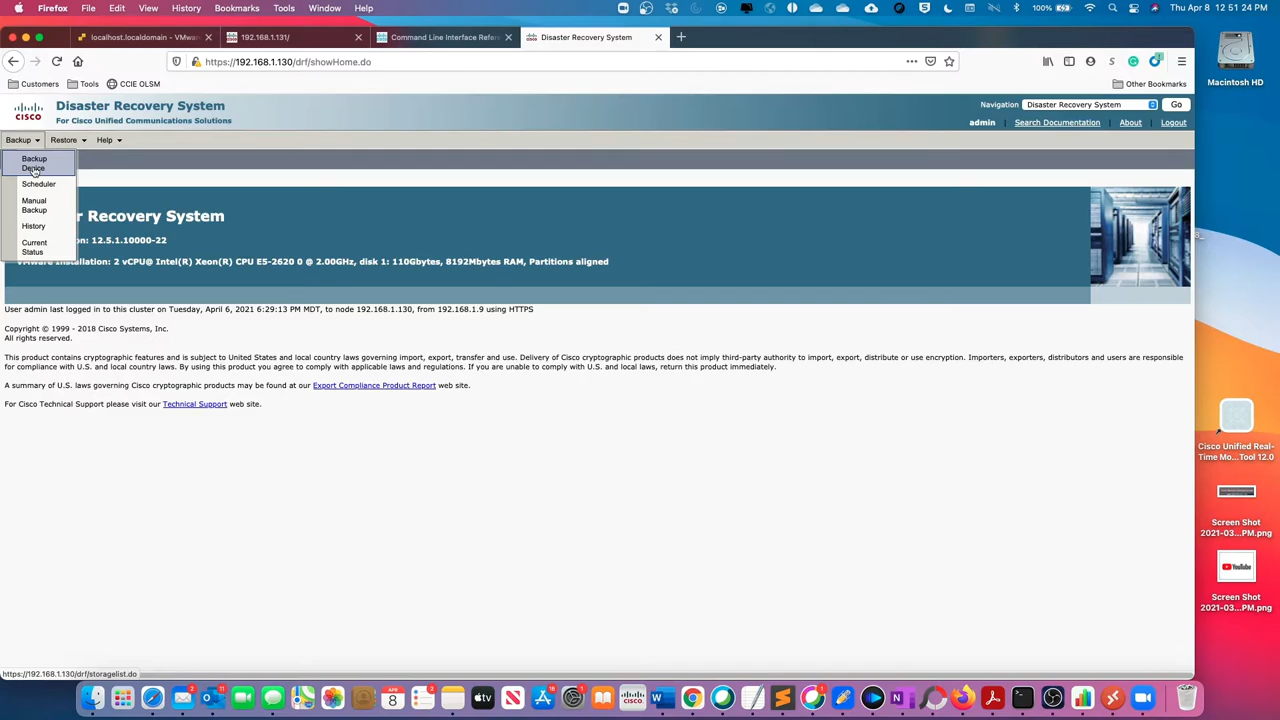 Firefox File Edit View History Bookmarks Tools Window Help 100% Thu Apr 8 12:51:24 PM
localhost.localdomain - VMwar 192.168.1.131/ Command Line Interface Refer Disaster Recovery System
https://192.168.1.130/drf/showHome.do
Customers Tools CCIE OLSM Other Bookmarks
Disaster Recovery System
For Cisco Unified Communications Solutions
CISCO
Navigation Disaster Recovery System Go
admin Search Documentation About Logout
Backup Restore Help
Backup
Device
Scheduler
Manual
Backup
History
Current
Status
er Recovery System
on: 12.5.1.10000-22
VMware Installation: 2 vCPU@ Intel(R) Xeon(R) CPU E5-2620 0 @ 2.00GHz, disk 1: 110Gbytes, 8192Mbytes RAM, Partitions aligned
User admin last logged in to this cluster on Tuesday, April 6, 2021 6:29:13 PM MDT, to node 192.168.1.130, from 192.168.1.9 using HTTPS
Copyright © 1999 - 2018 Cisco Systems, Inc.
All rights reserved.
This product contains cryptographic features and is subject to United States and local country laws governing import, export, transfer and use. Delivery of Cisco cryptographic products does not imply third-party authority to import, export, distribute or use encryption. Importers, exporters, distributors and users are responsible
for compliance with U.S. and local country laws. By using this product you agree to comply with applicable laws and regulations. If you are unable to comply with U.S. and local laws, return this product immediately.
A summary of U.S. laws governing Cisco cryptographic products may be found at our Export Compliance Product Report web site.
For Cisco Technical Support please visit our Technical Support web site.
https://192.168.1.130/drf/storagelist.do
Macintosh HD
Cisco Unified Real-
Time Mo...Tool 12.0
Screen Shot
2021-03...PM.png
YouTube
Screen Shot
2021-03...PM.png